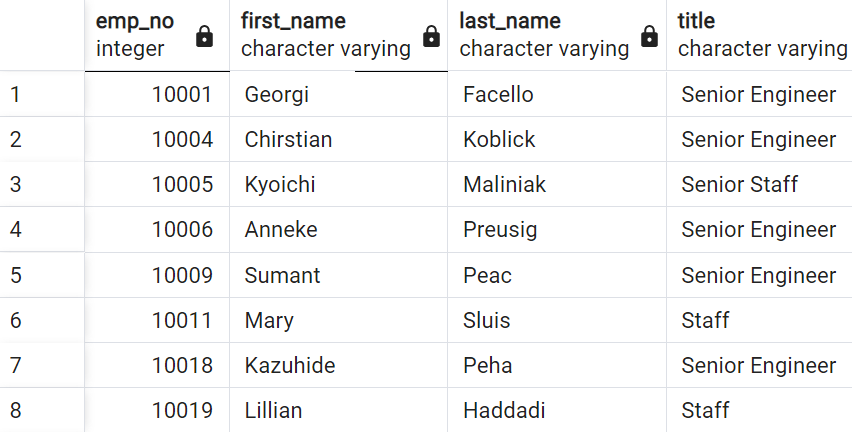 emp_no first_name last_name title
integer character varying character varying character varying
1 10001 Georgi Facello Senior Engineer
2 10004 Chirstian Koblick Senior Engineer
3 10005 Kyoichi Maliniak Senior Staff
4 10006 Anneke Preusig Senior Engineer
5 10009 Sumant Peac Senior Engineer
6 10011 Mary Sluis Staff
7 10018 Kazuhide Peha Senior Engineer
8 10019 Lillian Haddadi Staff